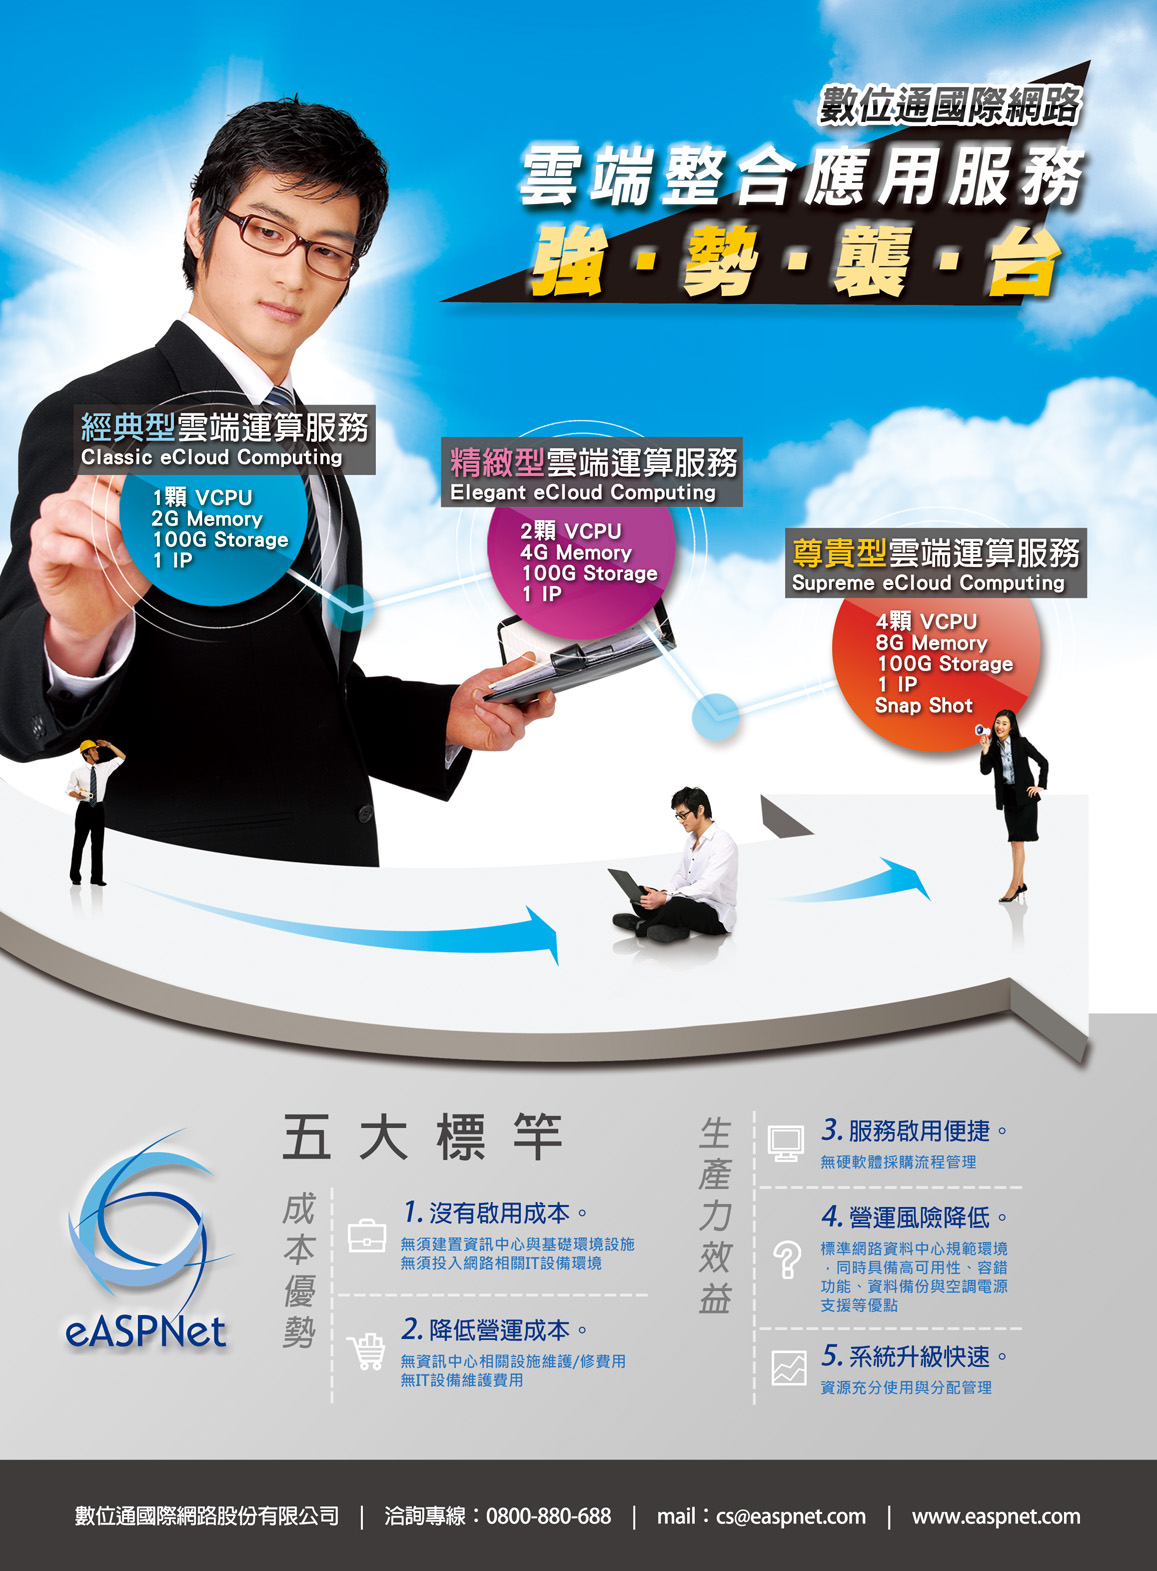 數位通國際網路
雲端整合應用服務
強・勢・襲・台
經典型雲端運算服務
Classic eCloud Computing
1顆 VCPU
2G Memory
100G Storage
1 IP
精緻型雲端運算服務
Elegant eCloud Computing
2顆 VCPU
4G Memory
100G Storage
1 IP
尊貴型雲端運算服務
Supreme eCloud Computing
4顆 VCPU
8G Memory
100G Storage
1 IP
Snap Shot
eASPNet
五大標竿
成本優勢
1. 沒有啟用成本。
無須建置資訊中心與基礎環境設施
無須投入網路相關IT設備環境
2. 降低營運成本。
無資訊中心相關設施維護/修費用
無IT設備維護費用
生產力效益
3. 服務啟用便捷。
無硬軟體採購流程管理
4. 營運風險降低。
標準網路資料中心規範環境
，同時具備高可用性、容錯
功能、資料備份與空調電源
支援等優點
5. 系統升級快速。
資源充分使用與分配管理
數位通國際網路股份有限公司 | 洽詢專線：0800-880-688 | mail：cs@easpnet.com | www.easpnet.com